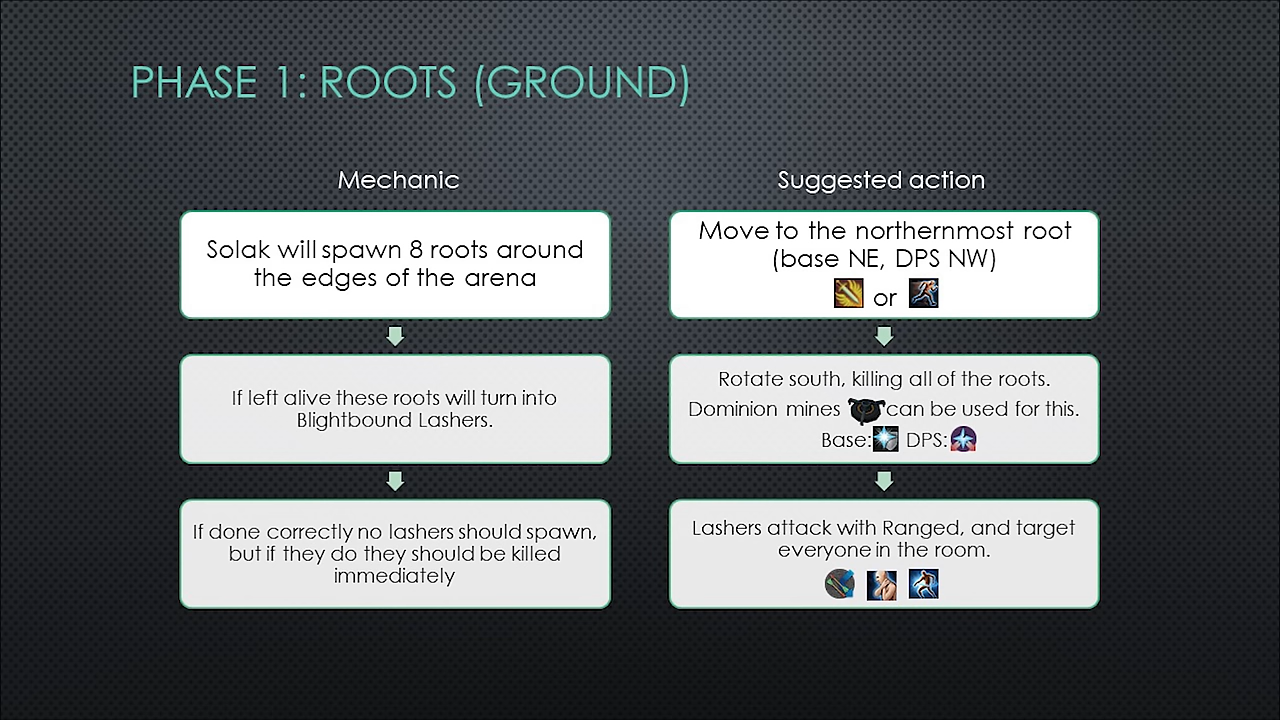 PHASE 1: ROOTS (GROUND)
Mechanic
Solak will spawn 8 roots around
the edges of the arena
If left alive these roots will turn into
Blightbound Lashers.
If done correctly no lashers should spawn,
but if they do they should be killed
immediately
Suggested action
Move to the northernmost root
(base NE, DPS NW)
or
Rotate south, killing all of the roots.
Dominion mines can be used for this.
Base: DPS:
Lashers attack with Ranged, and target
everyone in the room.